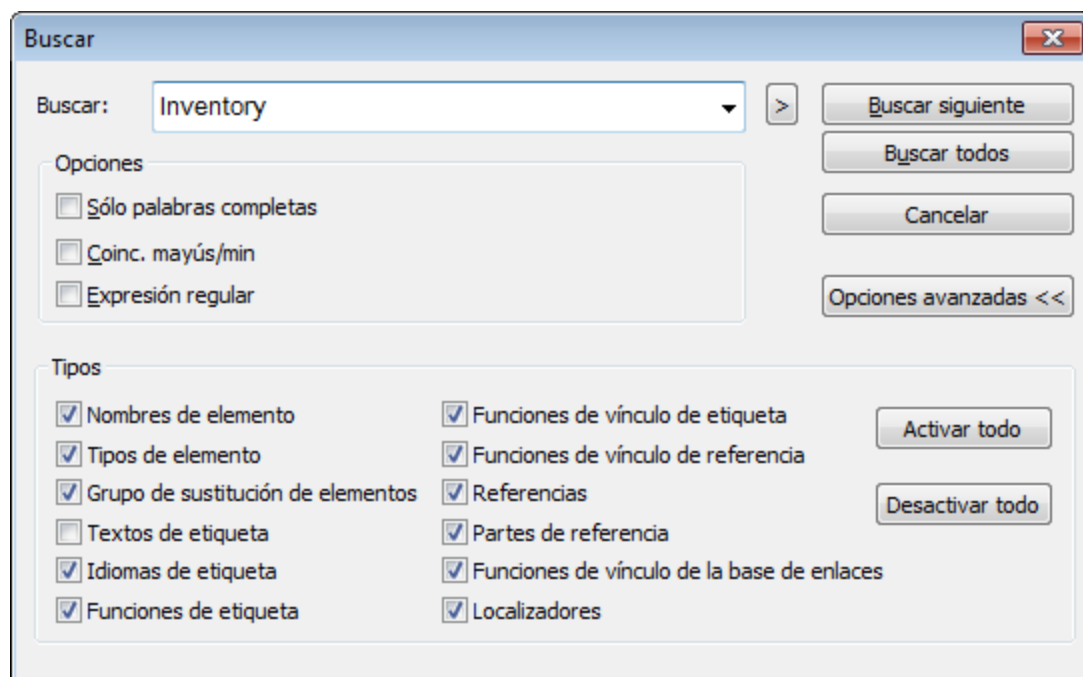 Buscar
Buscar: Inventory > Buscar siguiente
Buscar todos
Opciones
Sólo palabras completas
Cancelar
Coinc. mayús/min
Expresión regular
Opciones avanzadas <<
Tipos
Nombres de elemento Funciones de vínculo de etiqueta
Activar todo
Tipos de elemento Funciones de vínculo de referencia
Grupo de sustitución de elementos Referencias
Desactivar todo
Textos de etiqueta Partes de referencia
Idiomas de etiqueta Funciones de vínculo de la base de enlaces
Funciones de etiqueta Localizadores